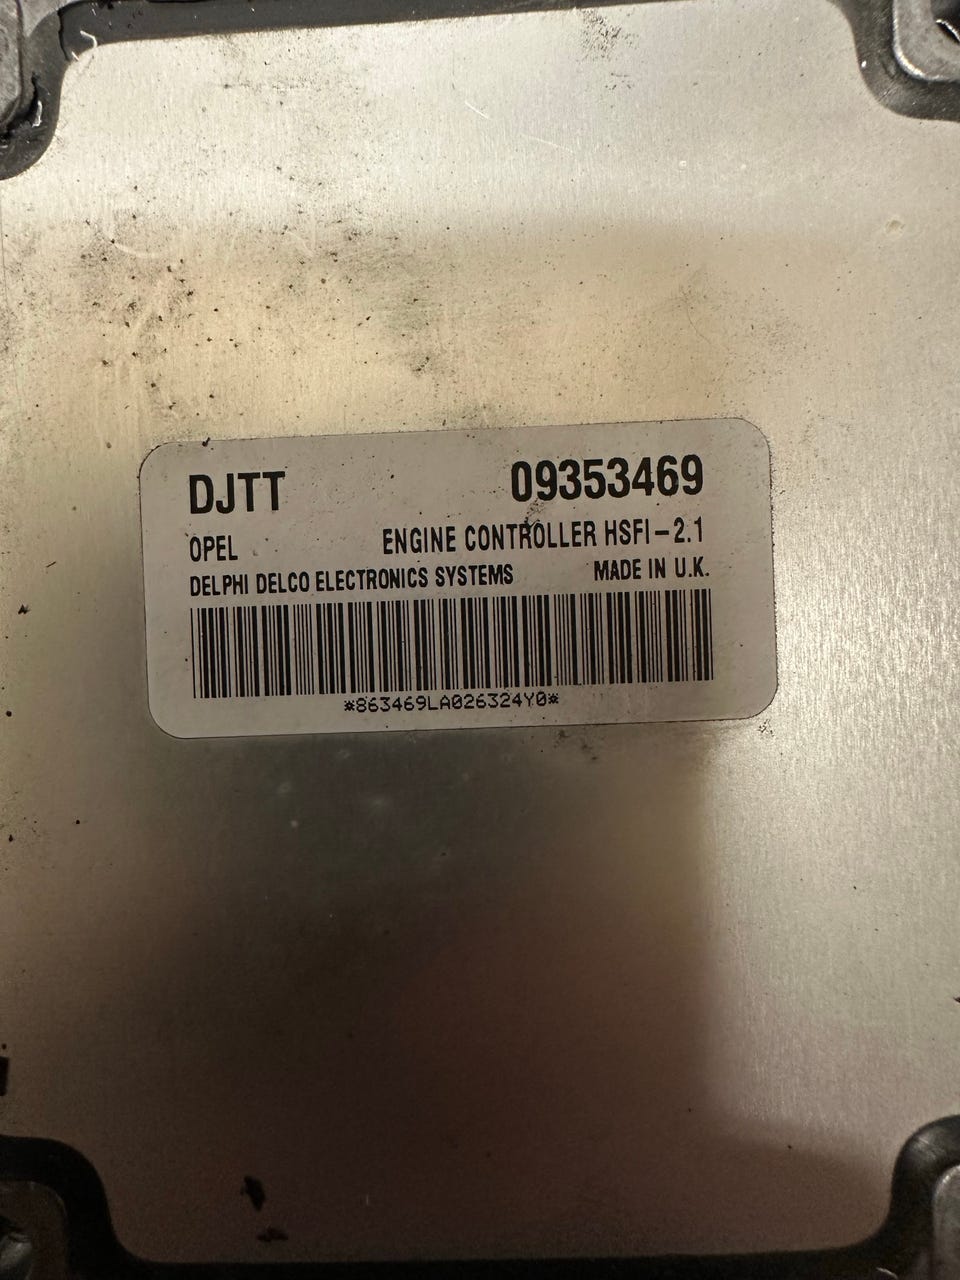 DJTT 09353469
OPEL ENGINE CONTROLLER HSFI-2.1
DELPHI DELCO ELECTRONICS SYSTEMS MADE IN U.K.
*863469LA026324Y0*